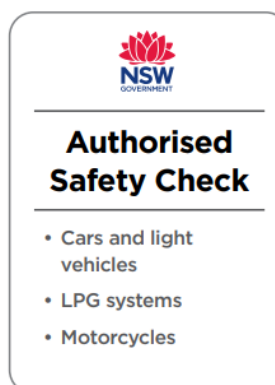 NSW
GOVERNMENT
Authorised
Safety Check
• Cars and light
vehicles
• LPG systems
• Motorcycles